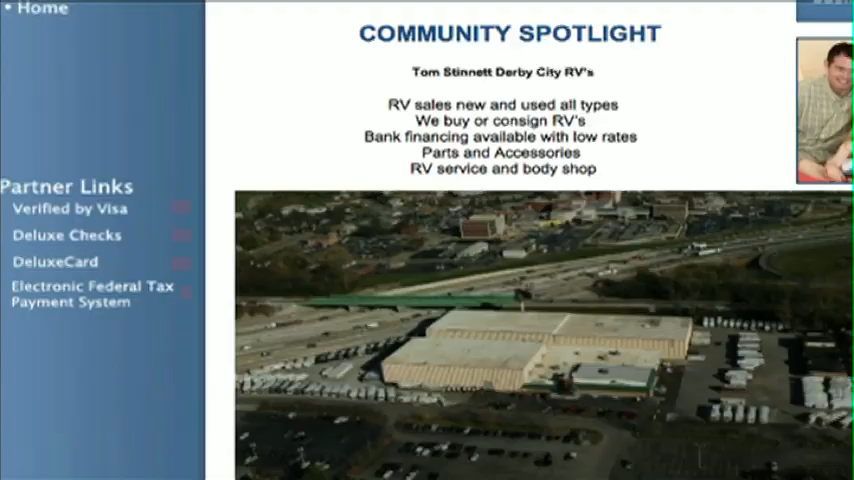 • Home
COMMUNITY SPOTLIGHT
Tom Stinnett Derby City RV's
RV sales new and used all types
We buy or consign RV's
Bank financing available with low rates
Parts and Accessories
RV service and body shop
Partner Links
Verified by Visa
Deluxe Checks
DeluxeCard
Electronic Federal Tax
Payment System